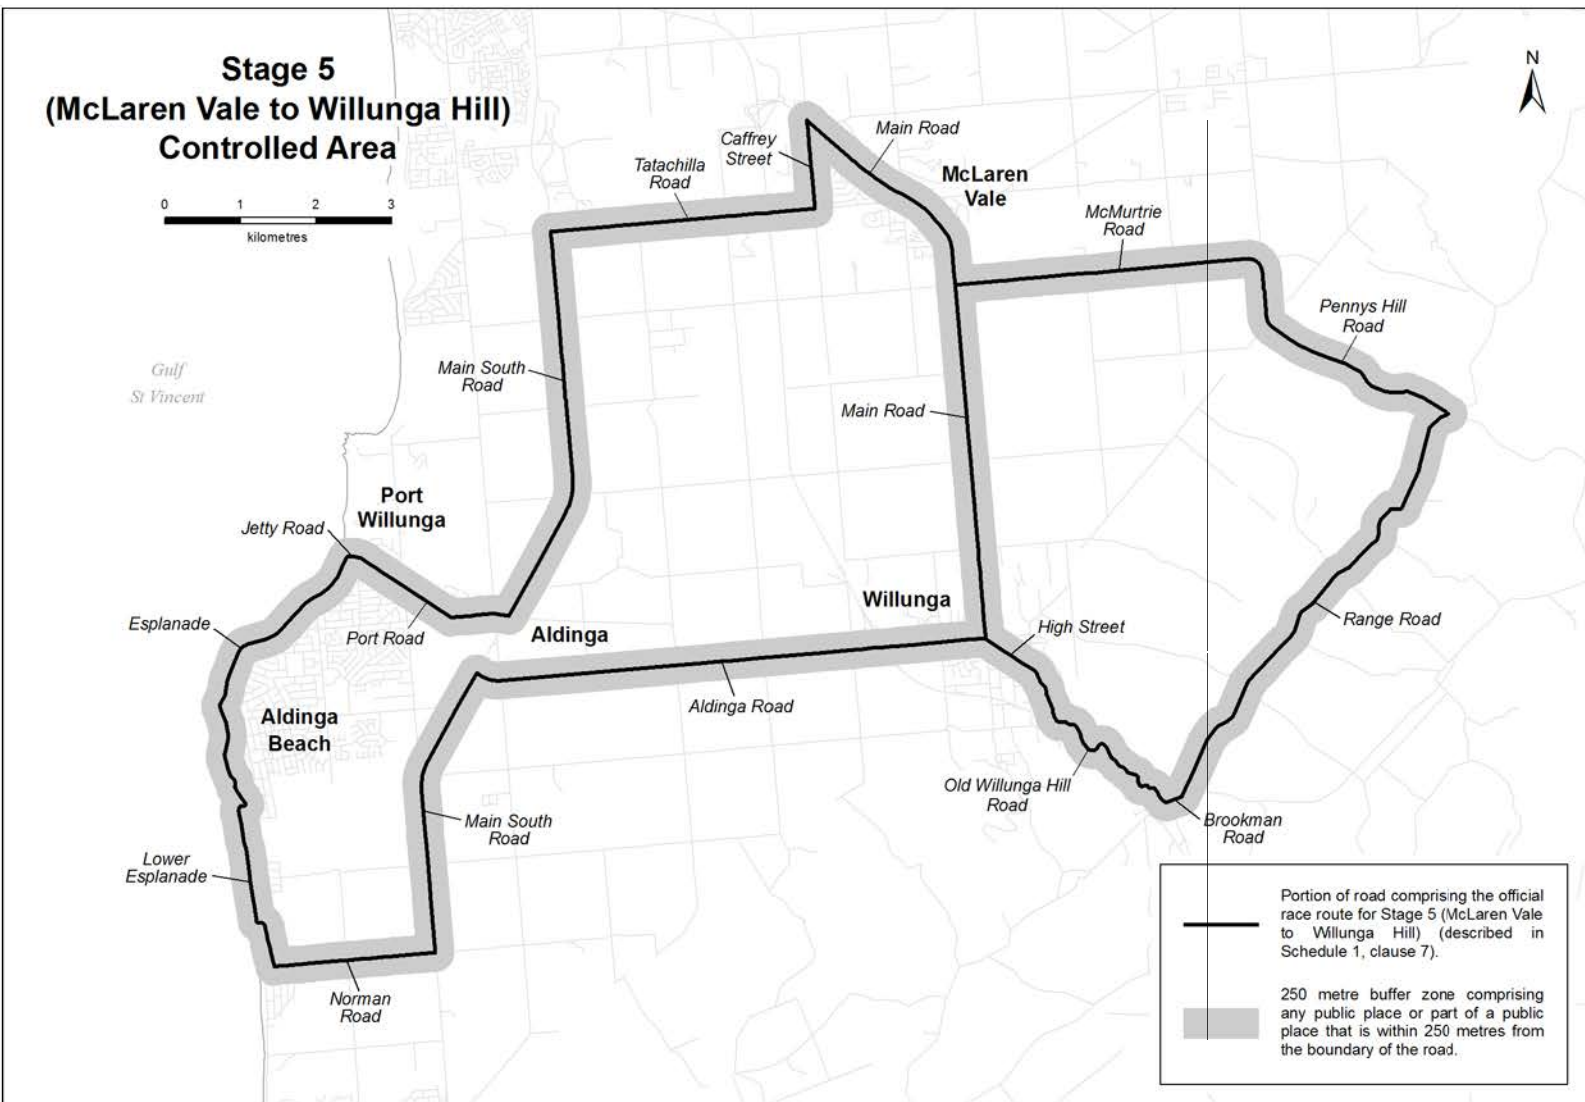 Stage 5
(McLaren Vale to Willunga Hill)
Controlled Area
0 1 2 3
kilometres
N
Caffrey
Street
Main Road
Tatachilla
Road
McLaren
Vale
McMurtrie
Road
Pennys Hill
Road
Main South
Road
Gulf
St Vincent
Main Road
Port
Willunga
Jetty Road
Willunga
Esplanade
Port Road
Aldinga
High Street
Range Road
Aldinga Road
Aldinga
Beach
Old Willunga Hill
Road
Main South
Road
Brookman
Road
Lower
Esplanade
Norman
Road
Portion of road comprising the official
race route for Stage 5 (McLaren Vale
to Willunga Hill) (described in
Schedule 1, clause 7).
250 metre buffer zone comprising
any public place or part of a public
place that is within 250 metres from
the boundary of the road.